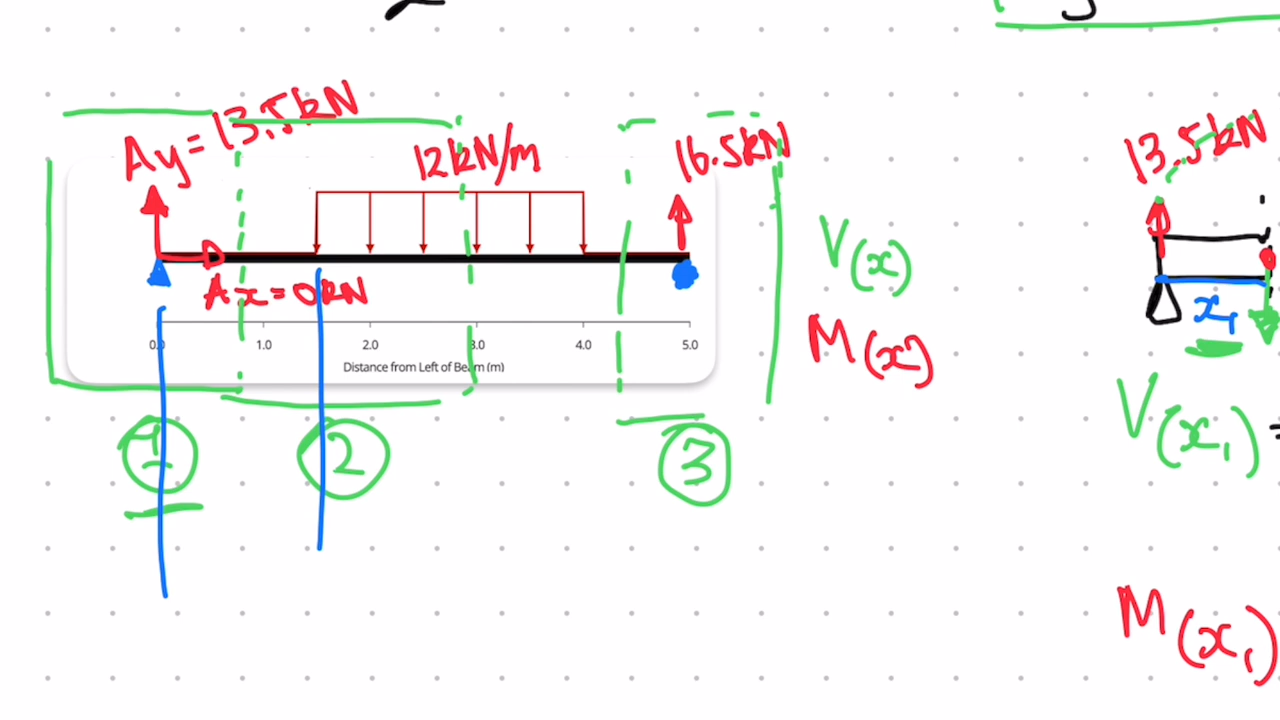 Ay=13.5kN
12kN/m
16.5kN
13.5kN
Ax=0kN
V(x)
M(x)
x₁
0.0 1.0 2.0 3.0 4.0 5.0
Distance from Left of Beam (m)
V(x₁)=
1
2
3
M(x₁)